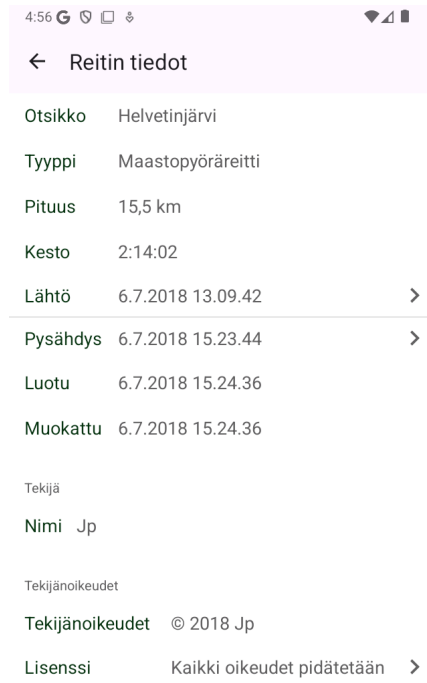 4:56
Reitin tiedot
Otsikko Helvetinjärvi
Tyyppi Maastopyöräreitti
Pituus 15,5 km
Kesto 2:14:02
Lähtö 6.7.2018 13.09.42
Pysähdys 6.7.2018 15.23.44
Luotu 6.7.2018 15.24.36
Muokattu 6.7.2018 15.24.36
Tekijä
Nimi Jp
Tekijänoikeudet
Tekijänoikeudet © 2018 Jp
Lisenssi Kaikki oikeudet pidätetään